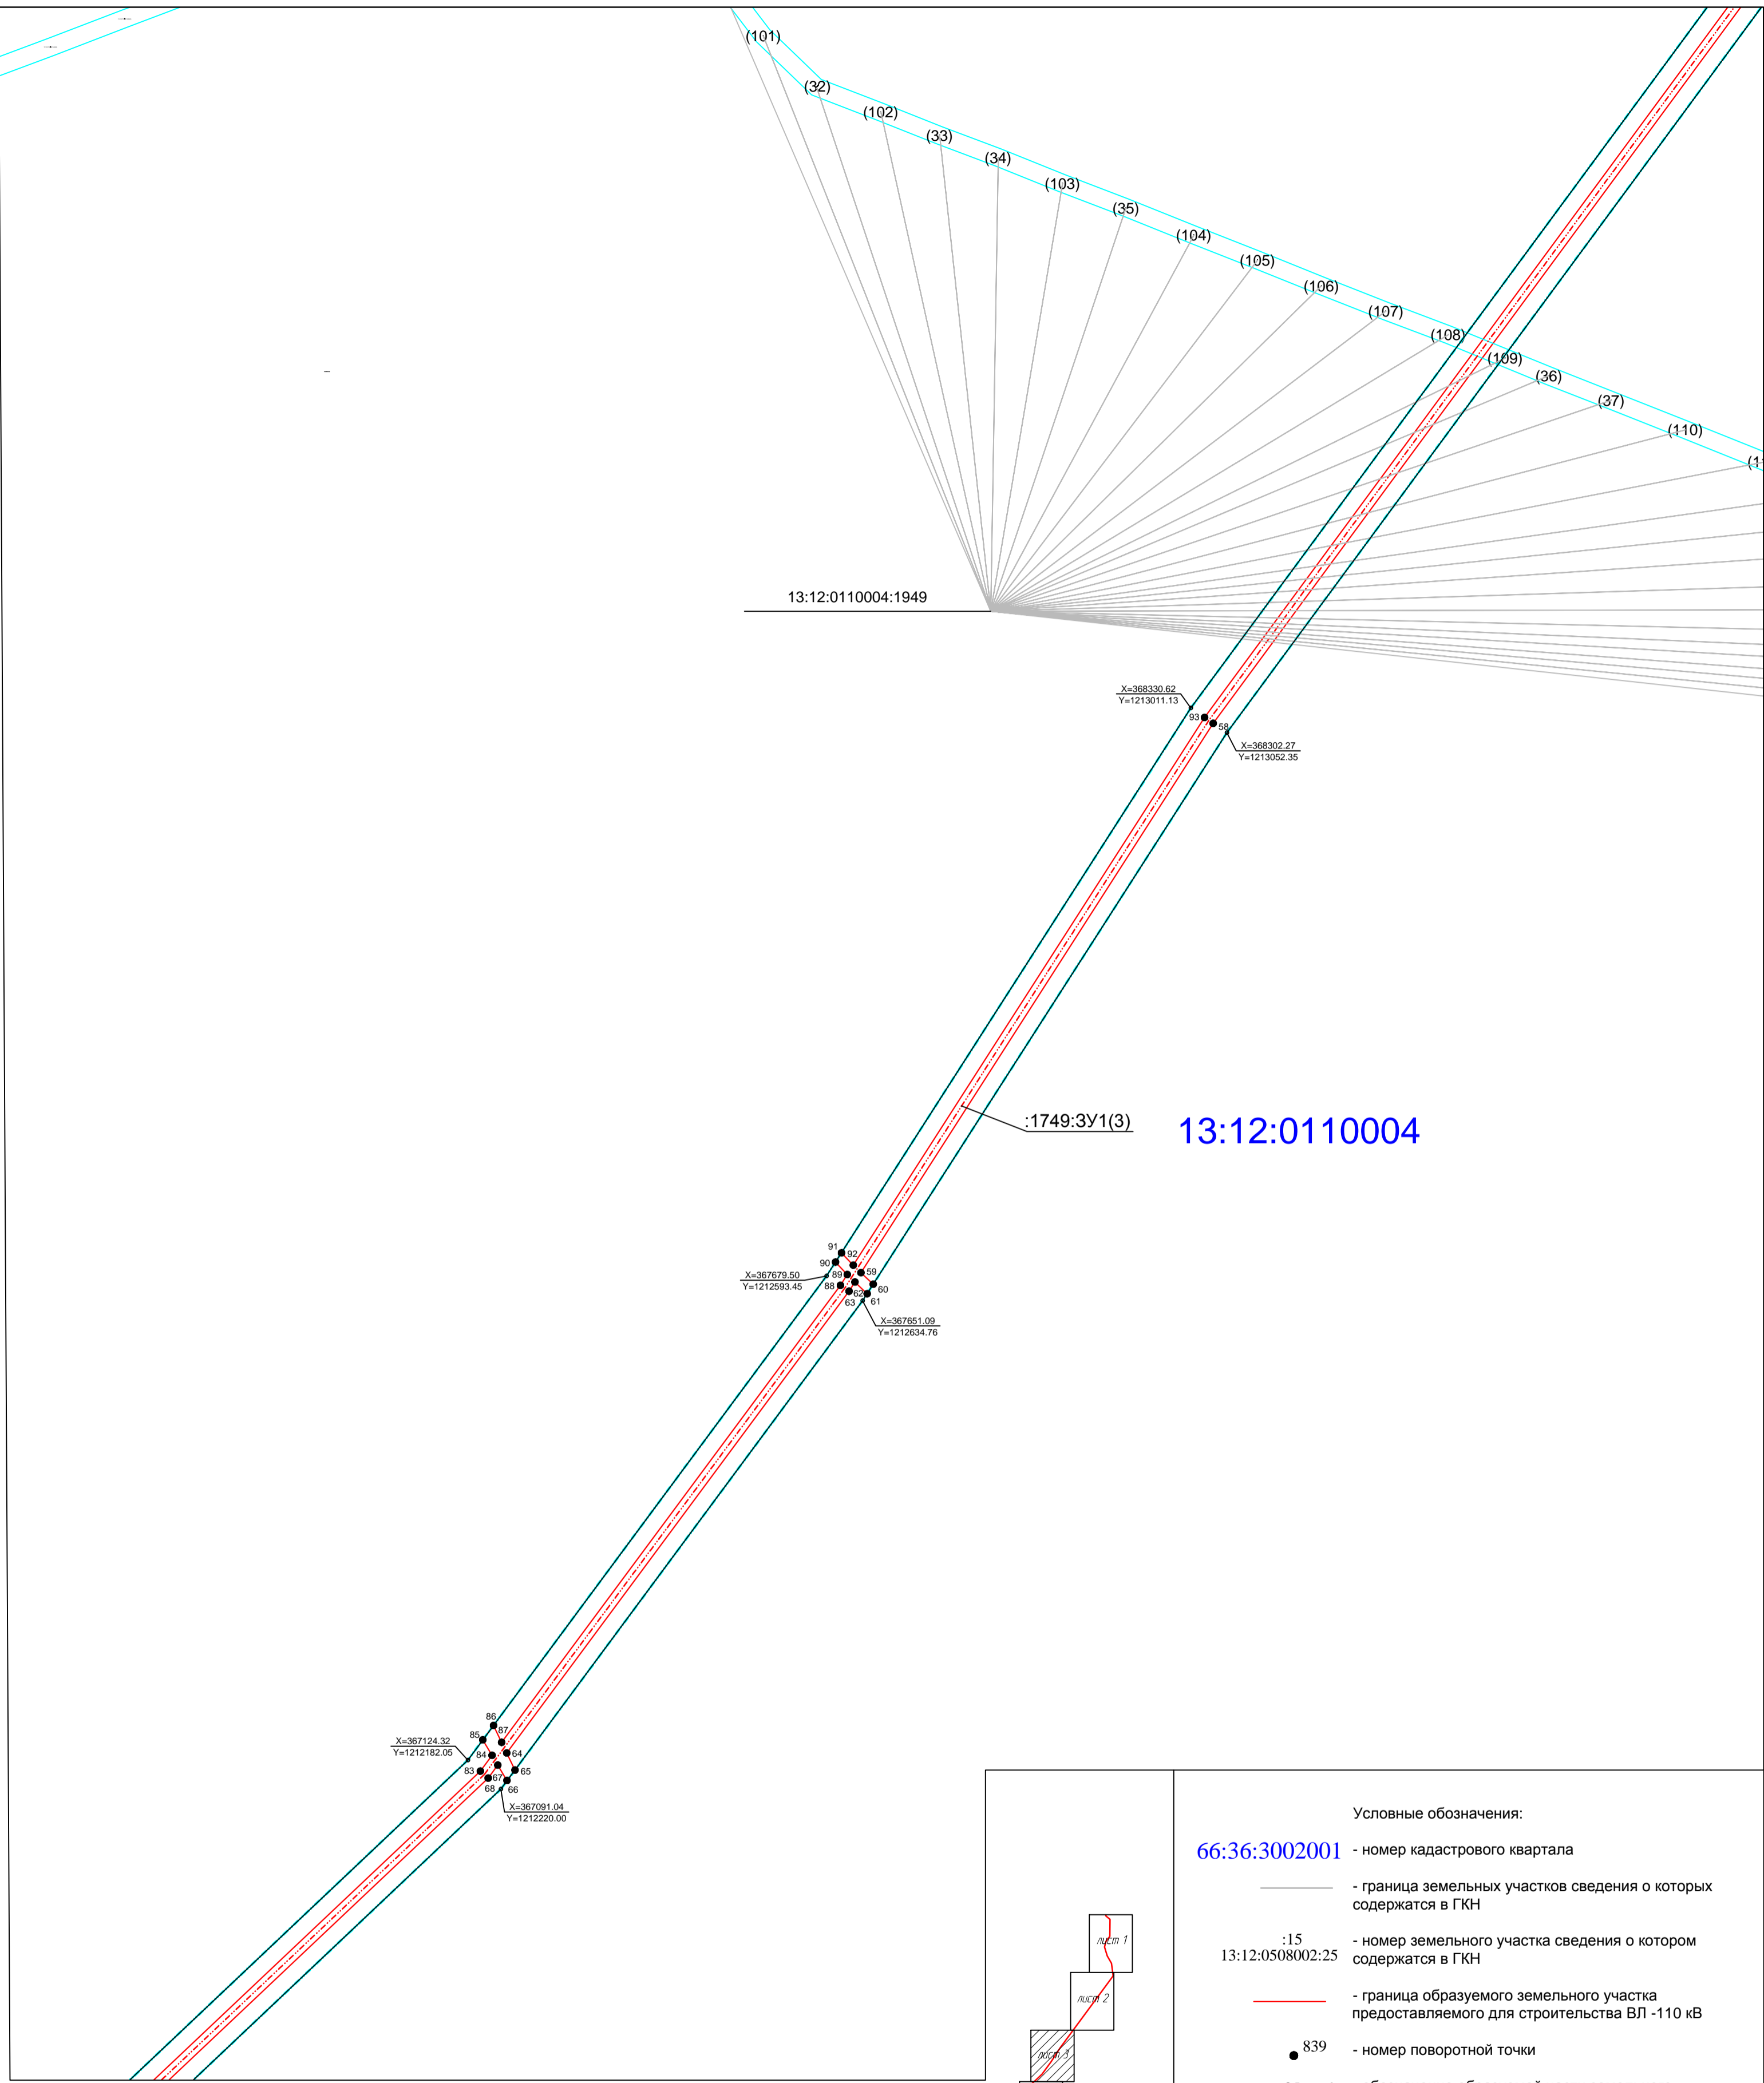 (101)
(32)
(102)
(33)
(34)
(103)
(35)
(104)
(105)
(106)
(107)
(108)
(109)
(36)
(37)
(110)
13:12:0110004:1949
X=368330.62
Y=1213011.13
93
58
X=368302.27
Y=1213052.35
:1749:ЗУ1(3)
13:12:0110004
91
92
90
59
89
60
88
62
63
61
X=367679.50
Y=1212593.45
X=367651.09
Y=1212634.76
86
85
87
64
84
65
83
67
68
66
X=367124.32
Y=1212182.05
X=367091.04
Y=1212220.00
Условные обозначения:
66:36:3002001 - номер кадастрового квартала
- граница земельных участков сведения о которых
содержатся в ГКН
:15
13:12:0508002:25
- номер земельного участка сведения о котором
содержатся в ГКН
- граница образуемого земельного участка
предоставляемого для строительства ВЛ -110 кВ
839 - номер поворотной точки
лист 1
лист 2
лист 3